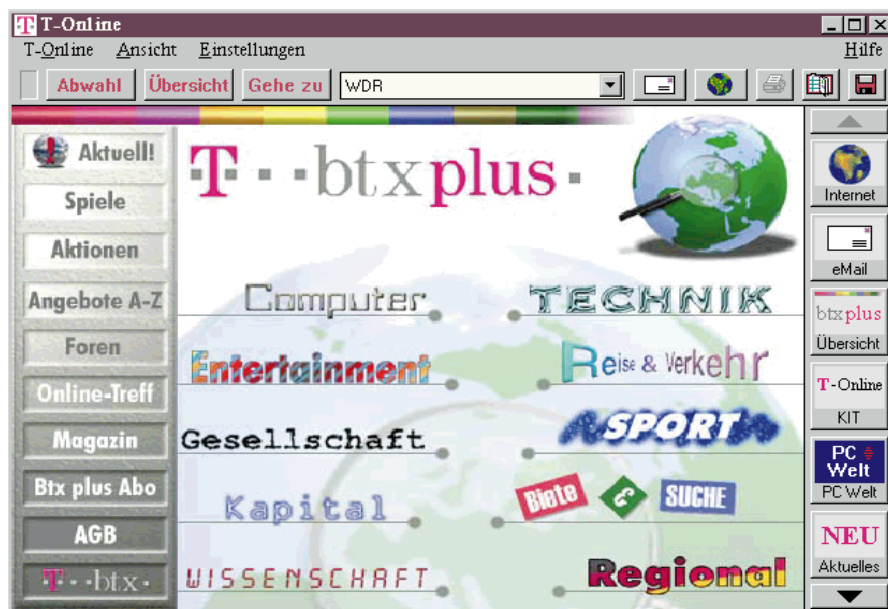 T-Online
T-Online Ansicht Einstellungen Hilfe
Abwahl Übersicht Gehe zu WDR
Aktuell!
Spiele
Aktionen
Angebote A-Z
Foren
Online-Treff
Magazin
Btx plus Abo
AGB
T··btx·
T···btxplus·
Computer TECHNIK
Entertainment Reise & Verkehr
Gesellschaft SPORT
Kapital Biete & SUCHE
WISSENSCHAFT Regional
Internet
eMail
btxplus
Übersicht
T-Online
KIT
PC
Welt
PC Welt
NEU
Aktuelles